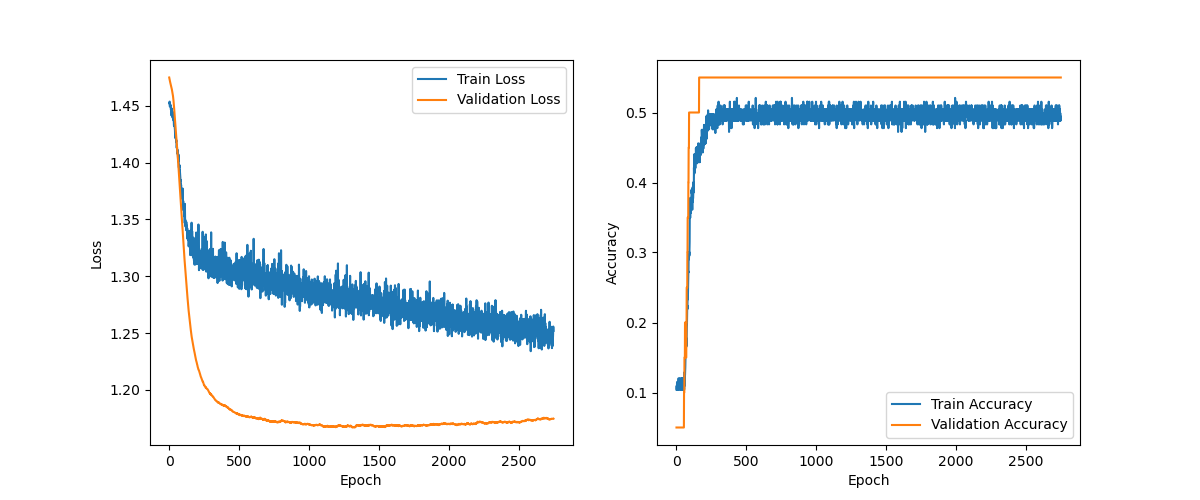 Train Loss
Validation Loss
1.45
1.40
1.35
1.30
1.25
1.20
Loss
0 500 1000 1500 2000 2500
Epoch
0.5
0.4
0.3
0.2
0.1
Accuracy
Train Accuracy
Validation Accuracy
0 500 1000 1500 2000 2500
Epoch